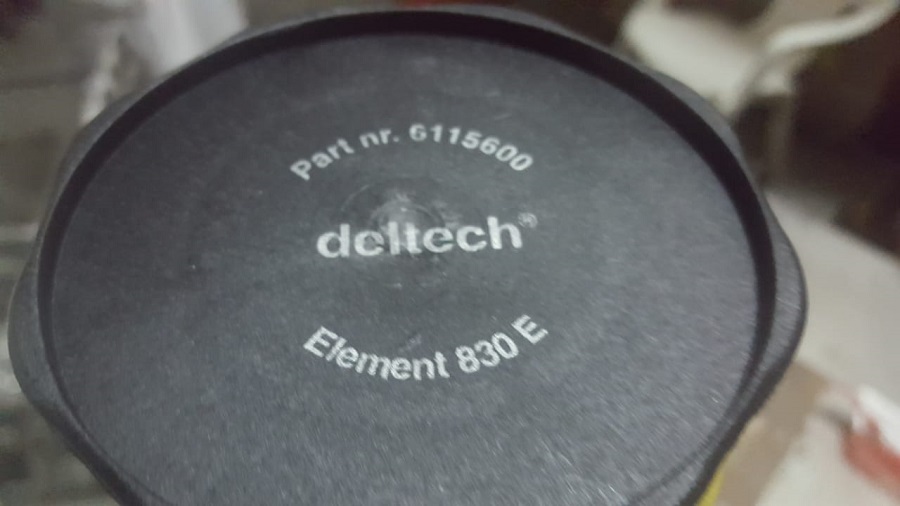 Part nr. 6115600
deltech®
Element 830 E